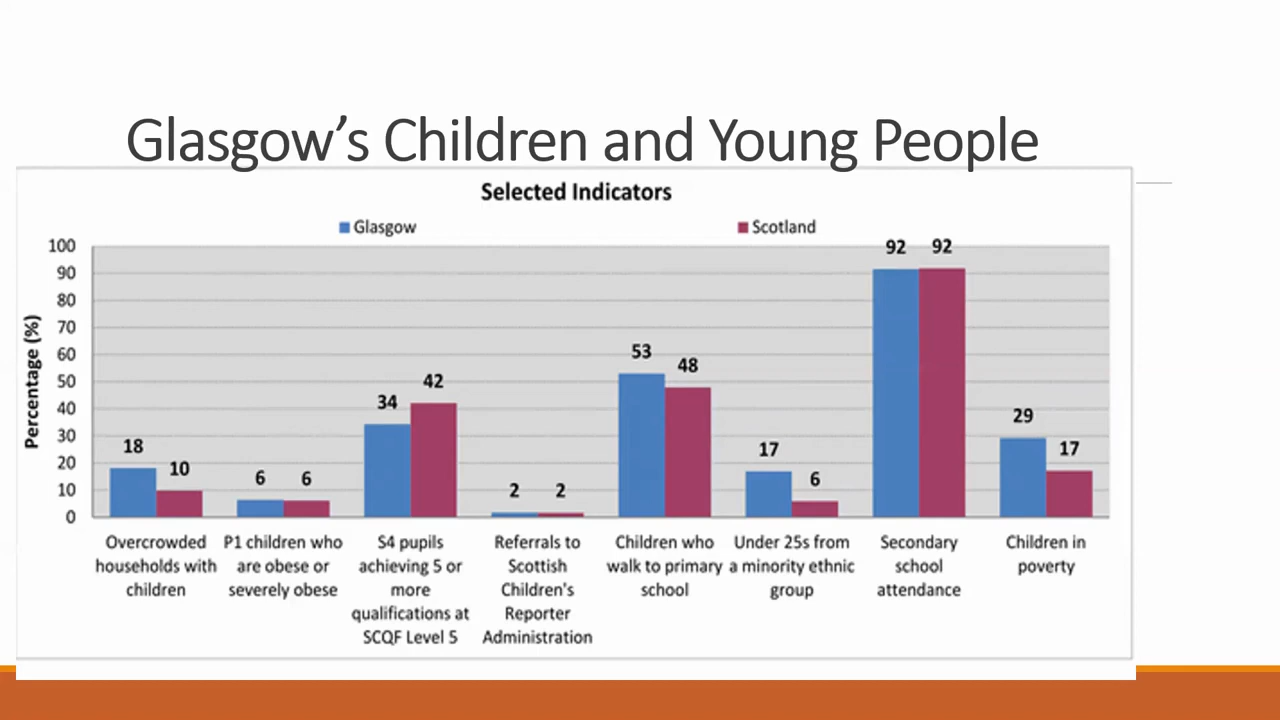 Glasgow’s Children and Young People
Selected Indicators
Glasgow
Scotland
Percentage (%)
100
90
80
70
60
50
40
30
20
10
0
18
10
6
6
34
42
2
2
53
48
17
6
92
92
29
17
Overcrowded
households with
children
P1 children who
are obese or
severely obese
S4 pupils
achieving 5 or
more
qualifications at
SCQF Level 5
Referrals to
Scottish
Children's
Reporter
Administration
Children who
walk to primary
school
Under 25s from
a minority ethnic
group
Secondary
school
attendance
Children in
poverty